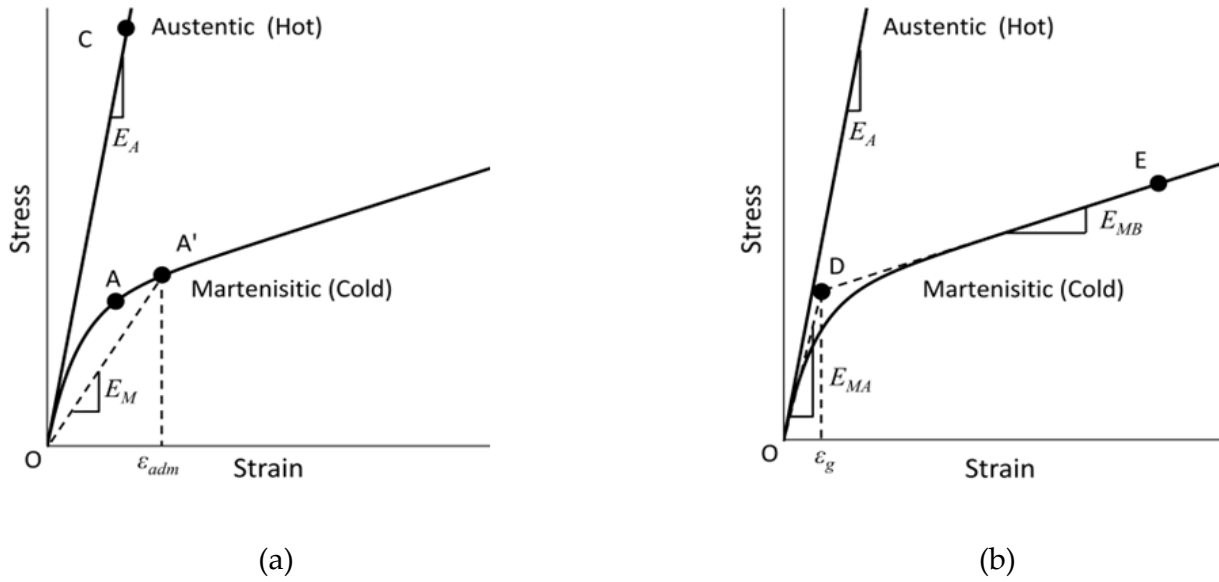 C
Austentic (Hot)
E_A
Stress
A
A'
Martenisitic (Cold)
E_M
O
ε_adm
Strain
(a)
Austentic (Hot)
E_A
E
Stress
E_MB
D
Martenisitic (Cold)
E_MA
O
ε_g
Strain
(b)